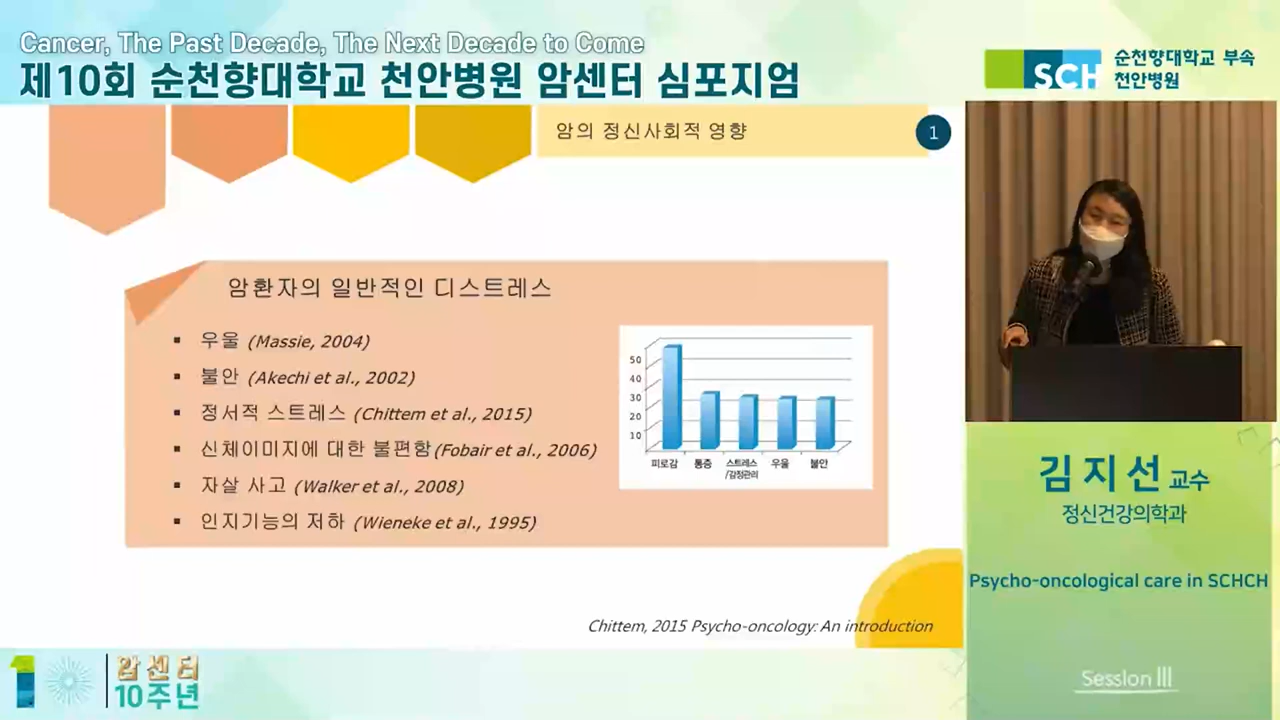 Cancer, The Past Decade, The Next Decade to Come
제10회 순천향대학교 천안병원 암센터 심포지엄
SCH
순천향대학교 부속
천안병원
암의 정신사회적 영향
1
암환자의 일반적인 디스트레스
▪ 우울 (Massie, 2004)
▪ 불안 (Akechi et al., 2002)
▪ 정서적 스트레스 (Chittem et al., 2015)
▪ 신체이미지에 대한 불편함 (Fobair et al., 2006)
▪ 자살 사고 (Walker et al., 2008)
▪ 인지기능의 저하 (Wieneke et al., 1995)
50
40
30
20
10
피로감 통증 스트레스 우울 불안
/감정관리
Chittem, 2015 Psycho-oncology: An introduction
김지선 교수
정신건강의학과
Psycho-oncological care in SCHCH
Session III
암센터
10주년